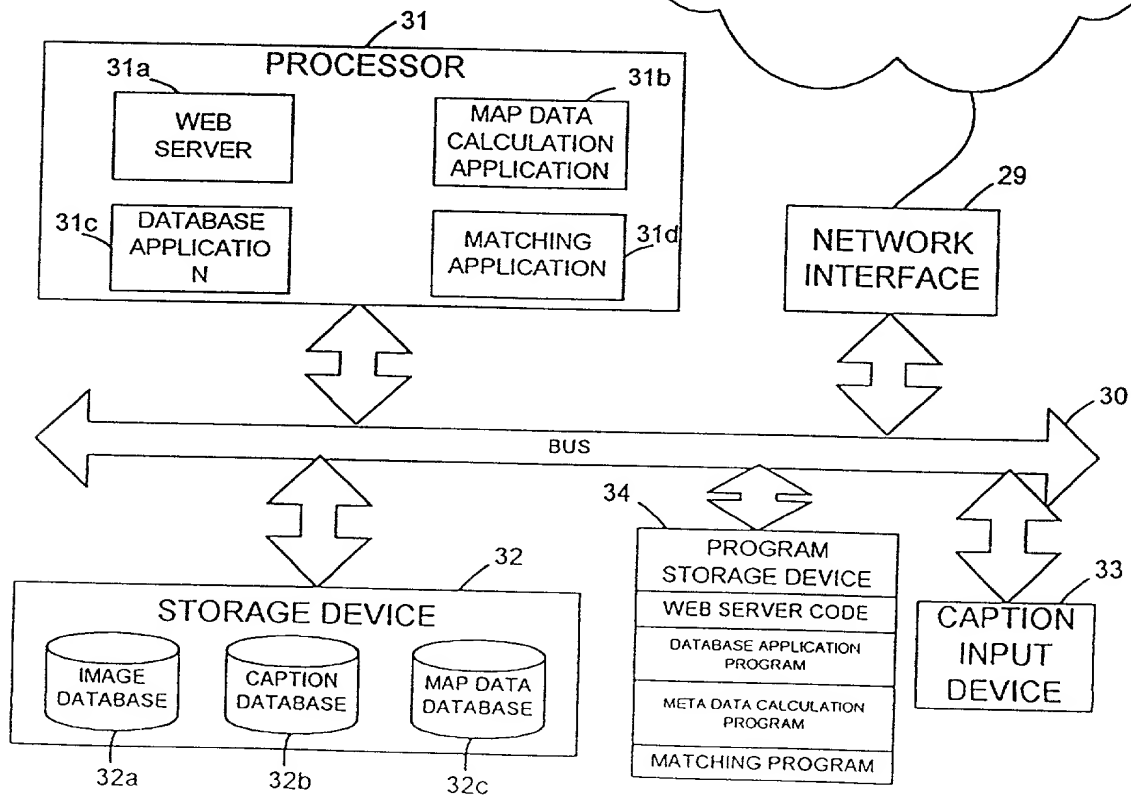 31
PROCESSOR
31a
WEB
SERVER
31b
MAP DATA
CALCULATION
APPLICATION
31c
DATABASE
APPLICATIO
N
MATCHING
APPLICATION
31d
29
NETWORK
INTERFACE
30
BUS
32
STORAGE DEVICE
IMAGE
DATABASE
CAPTION
DATABASE
MAP DATA
DATABASE
32a
32b
32c
34
PROGRAM
STORAGE DEVICE
WEB SERVER CODE
DATABASE APPLICATION
PROGRAM
META DATA CALCULATION
PROGRAM
MATCHING PROGRAM
33
CAPTION
INPUT
DEVICE